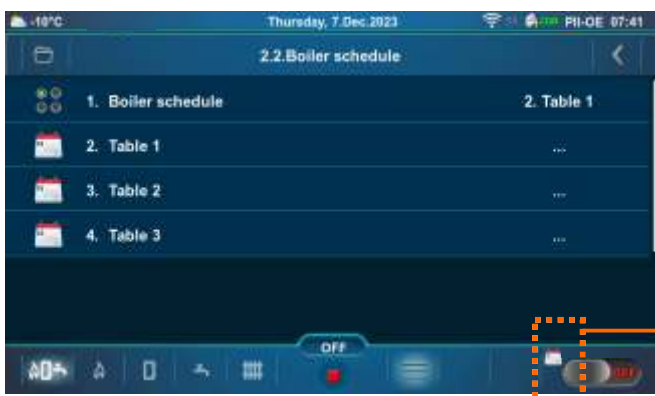 -10°C Thursday, 7.Dec.2023 PII-OE 07:41
2.2.Boiler schedule
1. Boiler schedule 2. Table 1
2. Table 1 ...
3. Table 2 ...
4. Table 3 ...
OFF
OFF